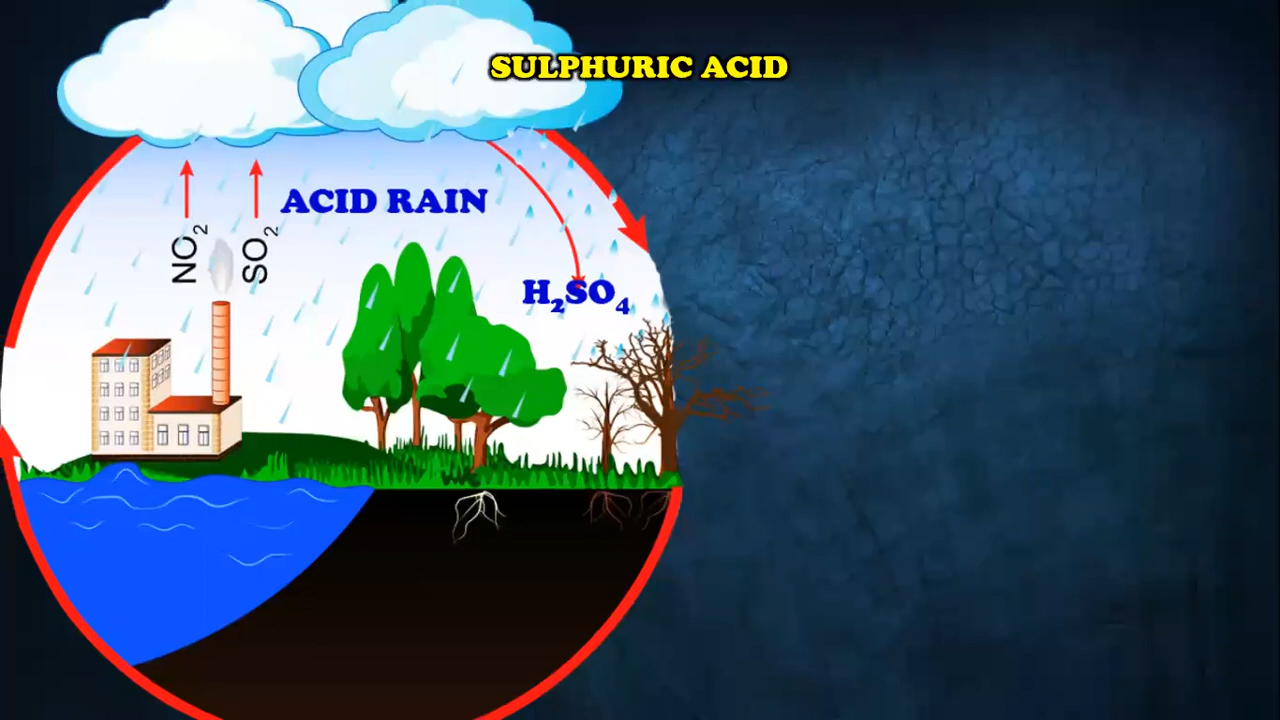 SULPHURIC ACID
ACID RAIN
NO₂
SO₂
H₂SO₄